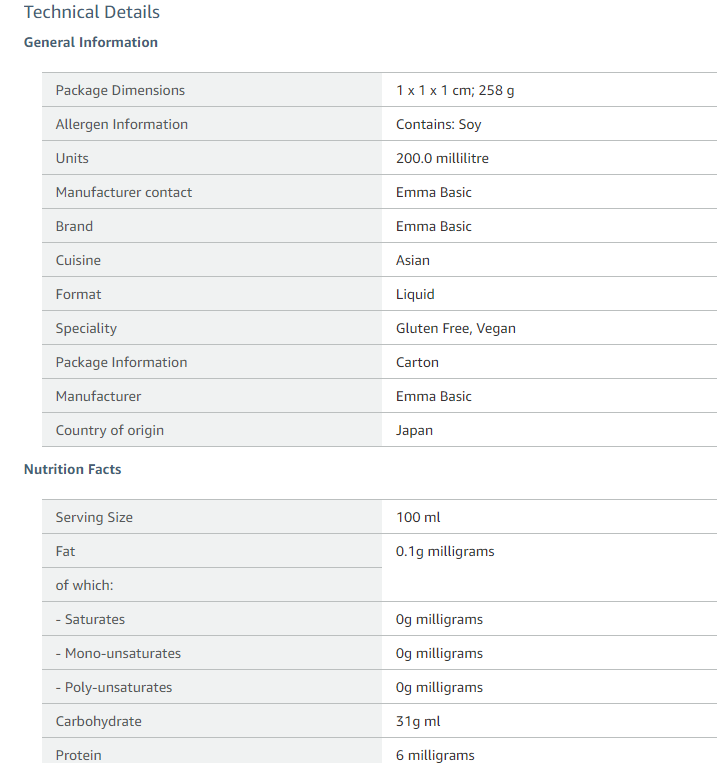 Technical Details
General Information
Package Dimensions 1 x 1 x 1 cm; 258 g
Allergen Information Contains: Soy
Units 200.0 millilitre
Manufacturer contact Emma Basic
Brand Emma Basic
Cuisine Asian
Format Liquid
Speciality Gluten Free, Vegan
Package Information Carton
Manufacturer Emma Basic
Country of origin Japan
Nutrition Facts
Serving Size 100 ml
Fat 0.1g milligrams
of which:
- Saturates 0g milligrams
- Mono-unsaturates 0g milligrams
- Poly-unsaturates 0g milligrams
Carbohydrate 31g ml
Protein 6 milligrams